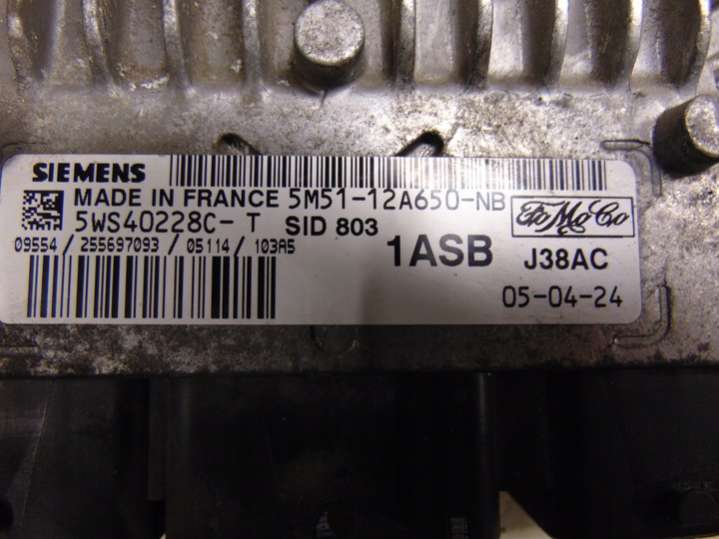 SIEMENS
MADE IN FRANCE 5M51-12A650-NB
5WS40228C-T SID 803 FoMoCo
09554/255697093/05114/103A5 1ASB J38AC
05-04-24